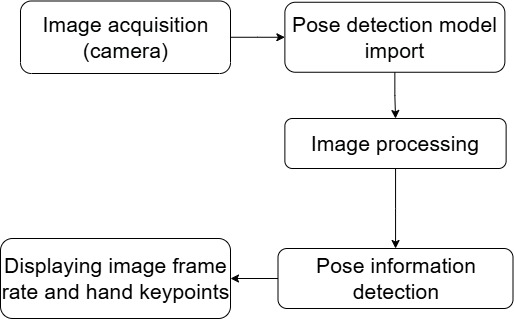 Image acquisition
(camera)
Pose detection model
import
Image processing
Pose information
detection
Displaying image frame
rate and hand keypoints